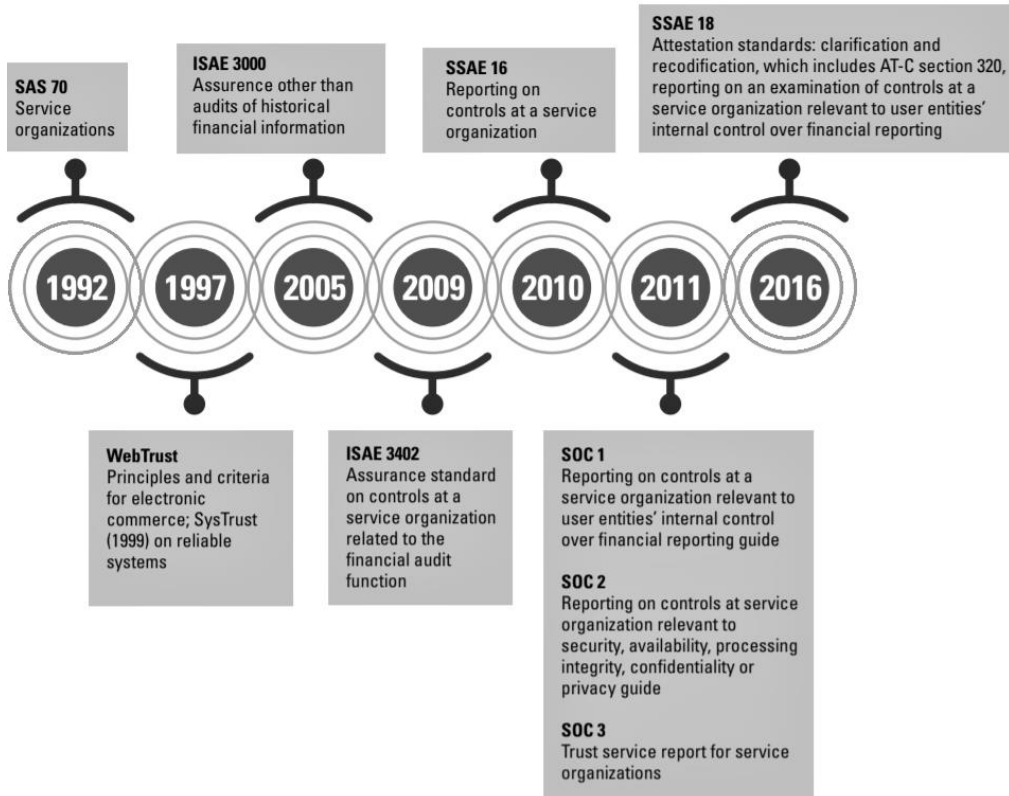 SAS 70
Service
organizations
ISAE 3000
Assurence other than
audits of historical
financial information
SSAE 16
Reporting on
controls at a service
organization
SSAE 18
Attestation standards: clarification and
recodification, which includes AT-C section 320,
reporting on an examination of controls at a
service organization relevant to user entities'
internal control over financial reporting
1992
1997
2005
2009
2010
2011
2016
WebTrust
Principles and criteria
for electronic
commerce; SysTrust
(1999) on reliable
systems
ISAE 3402
Assurance standard
on controls at a
service organization
related to the
financial audit
function
SOC 1
Reporting on controls at a
service organization relevant to
user entities' internal control
over financial reporting guide
SOC 2
Reporting on controls at service
organization relevant to
security, availability, processing
integrity, confidentiality or
privacy guide
SOC 3
Trust service report for service
organizations